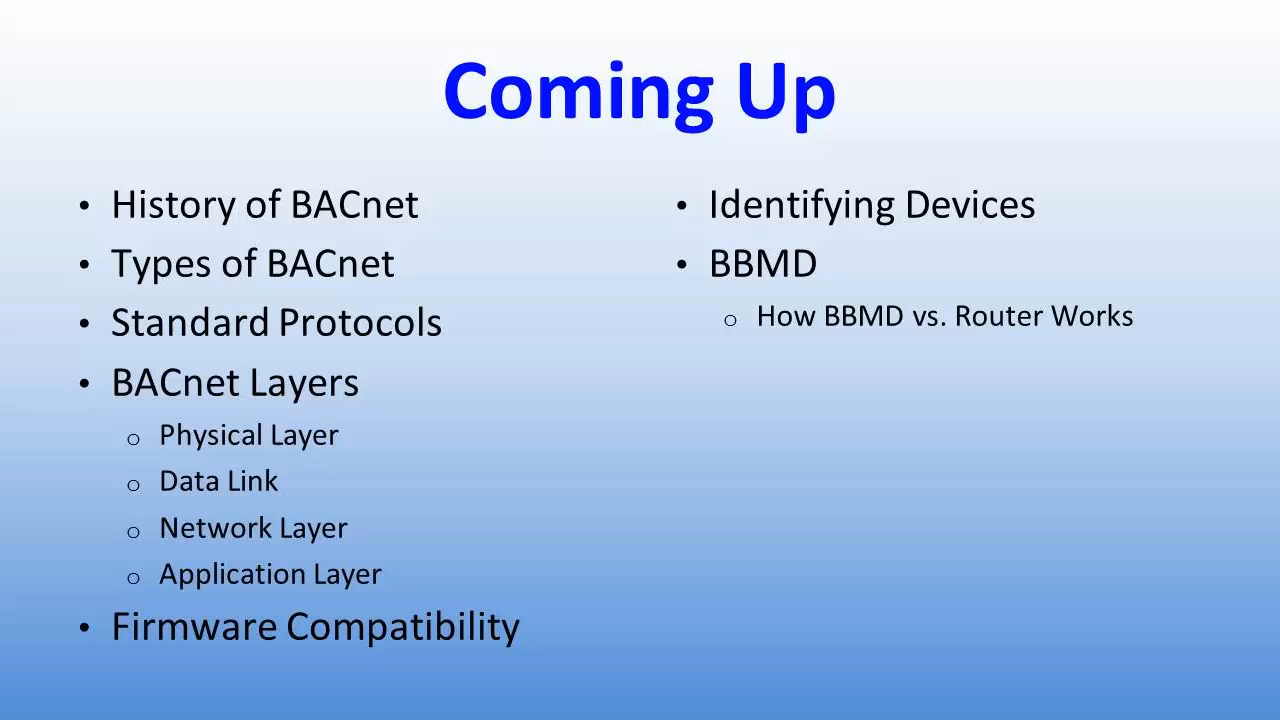 Coming Up
• History of BACnet
• Types of BACnet
• Standard Protocols
• BACnet Layers
o Physical Layer
o Data Link
o Network Layer
o Application Layer
• Firmware Compatibility
• Identifying Devices
• BBMD
o How BBMD vs. Router Works